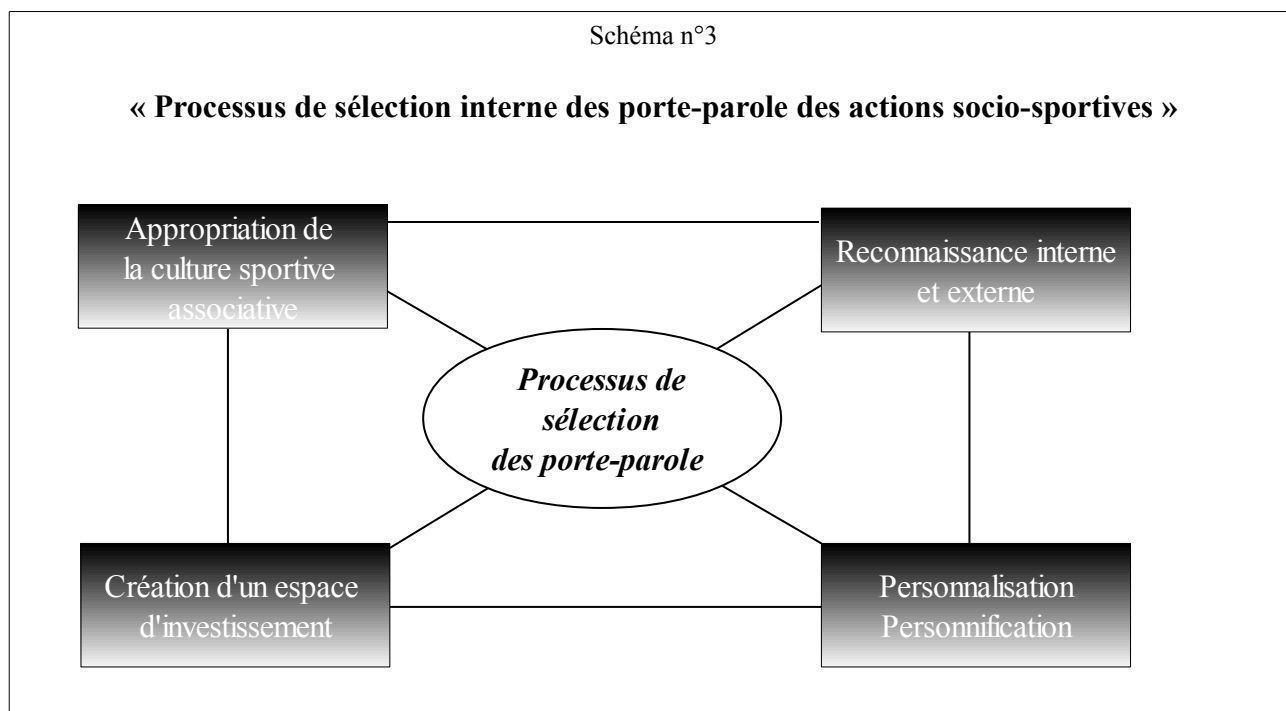 Schéma n°3
« Processus de sélection interne des porte-parole des actions socio-sportives »
Appropriation de
la culture sportive
associative
Reconnaissance interne
et externe
Processus de
sélection
des porte-parole
Création d'un espace
d'investissement
Personnalisation
Personnification